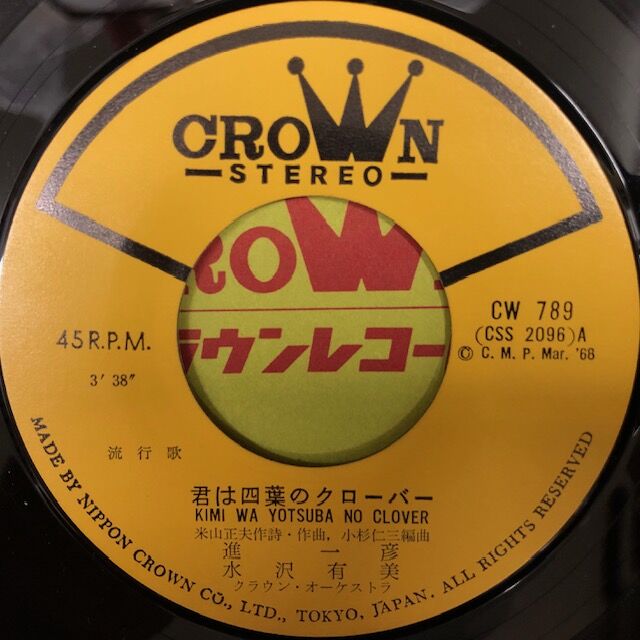 CROWN
STEREO
ROW
ラウンレコー
45 R.P.M.
3' 38"
CW 789
(CSS 2096)A
© C. M. P. Mar. '68
流行歌
君は四葉のクローバー
KIMI WA YOTSUBA NO CLOVER
米山正夫作詩・作曲, 小杉仁三編曲
進一彦
水沢有美
クラウン・オーケストラ
MADE BY NIPPON CROWN CO., LTD., TOKYO, JAPAN. ALL RIGHTS RESERVED